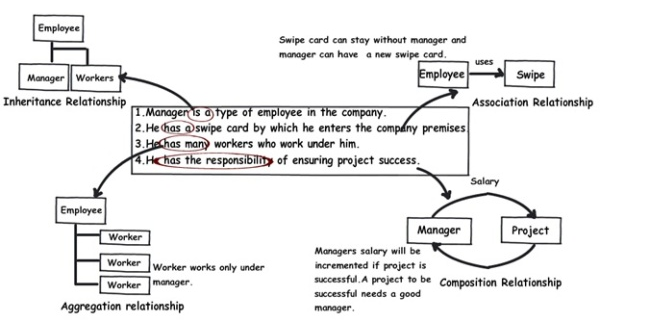 Employee
Manager
Workers
Inheritance Relationship
Swipe card can stay without manager and
manager can have a new swipe card.
Employee
uses
Swipe
Association Relationship
1.Manager is a type of employee in the company.
2.He has a swipe card by which he enters the company premises
3.He has many workers who work under him.
4.He has the responsibility of ensuring project success.
Employee
Worker
Worker
Worker
Worker works only under
manager.
Aggregation relationship
Salary
Manager
Project
Managers salary will be
incremented if project is
successful.A project to be
successful needs a good
manager.
Composition Relationship